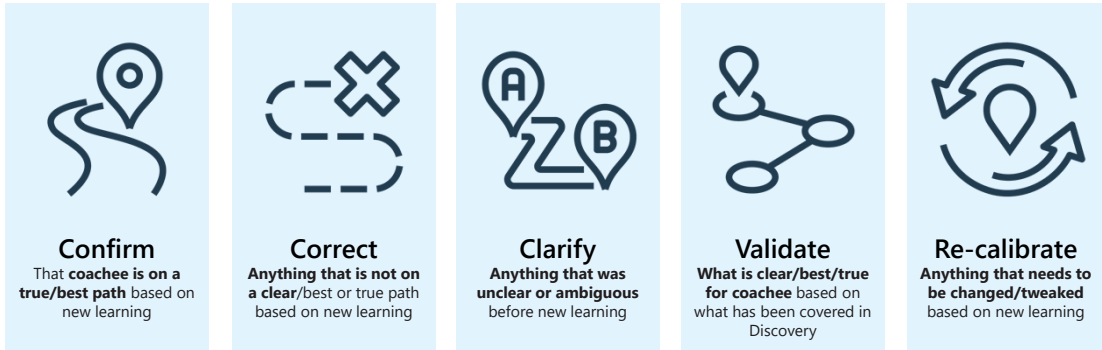 A
B
Confirm
That coachee is on a
true/best path based on
new learning
Correct
Anything that is not on
a clear/best or true path
based on new learning
Clarify
Anything that was
unclear or ambiguous
before new learning
Validate
What is clear/best/true
for coachee based on
what has been covered in
Discovery
Re-calibrate
Anything that needs to
be changed/tweaked
based on new learning